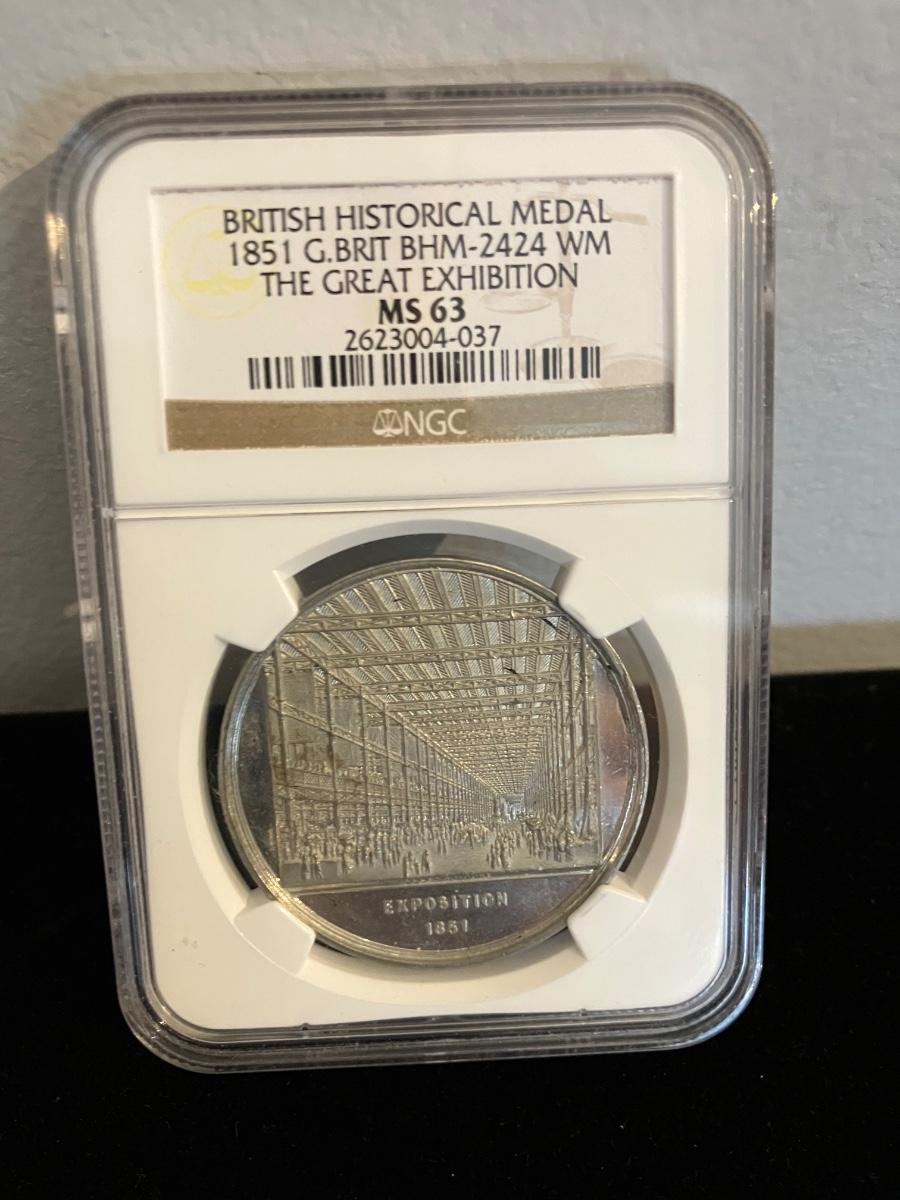 BRITISH HISTORICAL MEDAL
1851 G.BRIT BHM-2424 WM
THE GREAT EXHIBITION
MS 63
2623004-037
NGC
EXPOSITION
1851